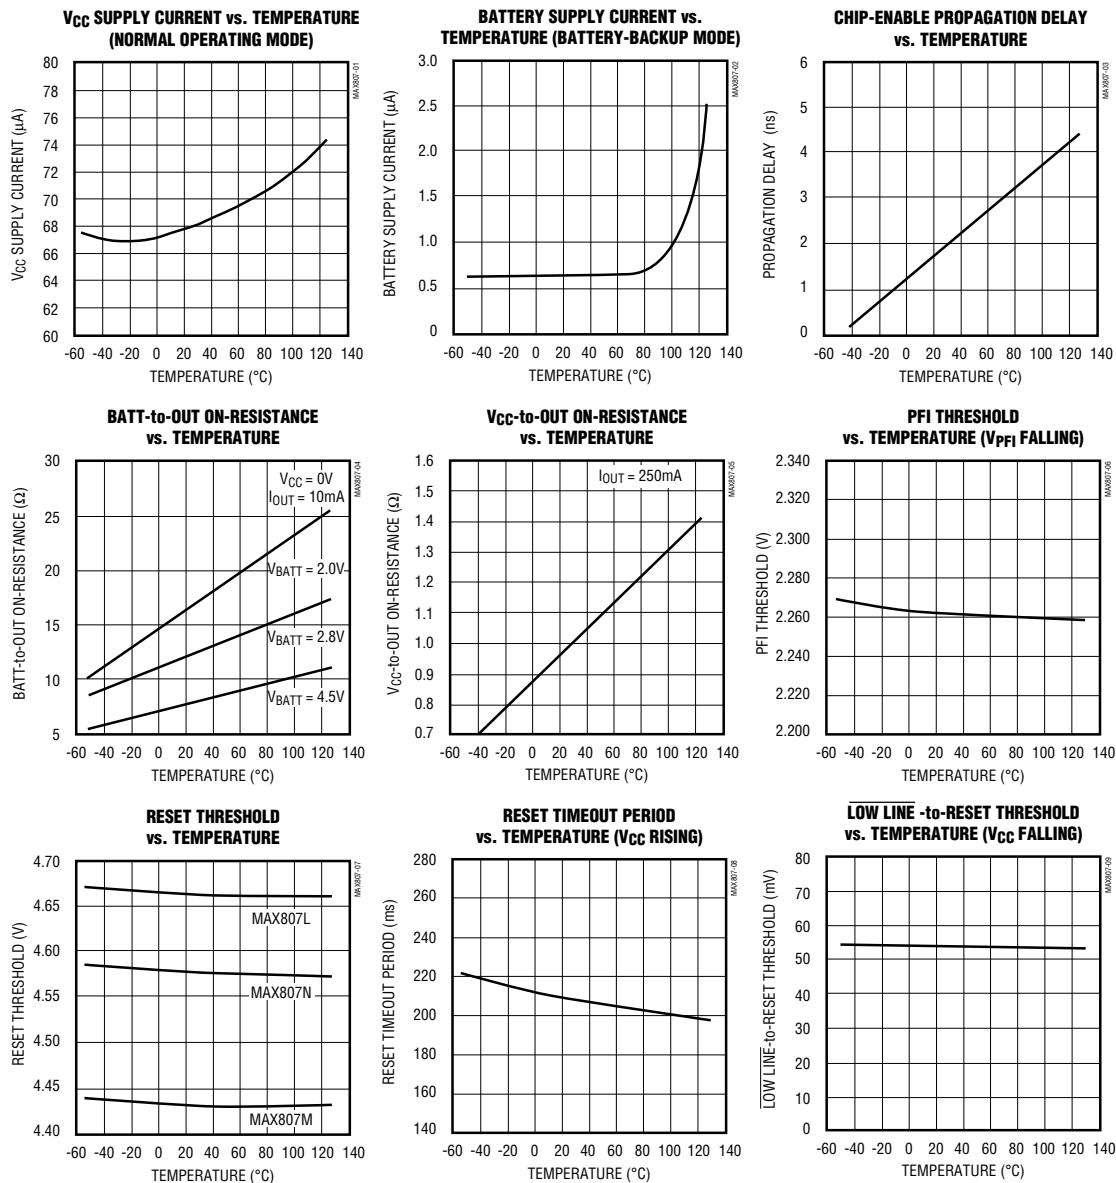 VCC SUPPLY CURRENT vs. TEMPERATURE
(NORMAL OPERATING MODE)
80
78
76
74
72
70
68
66
64
62
60
-60 -40 -20 0 20 40 60 80 100 120 140
VCC SUPPLY CURRENT (µA)
TEMPERATURE (°C)
MAX807-01
BATTERY SUPPLY CURRENT vs.
TEMPERATURE (BATTERY-BACKUP MODE)
3.0
2.5
2.0
1.5
1.0
0.5
0
-60 -40 -20 0 20 40 60 80 100 120 140
BATTERY SUPPLY CURRENT (µA)
TEMPERATURE (°C)
MAX807-02
CHIP-ENABLE PROPAGATION DELAY
vs. TEMPERATURE
6
5
4
3
2
1
0
-60 -40 -20 0 20 40 60 80 100 120 140
PROPAGATION DELAY (ns)
TEMPERATURE (°C)
MAX807-03
BATT-to-OUT ON-RESISTANCE
vs. TEMPERATURE
30
25
20
15
10
5
VCC = 0V
IOUT = 10mA
VBATT = 2.0V
VBATT = 2.8V
VBATT = 4.5V
-60 -40 -20 0 20 40 60 80 100 120 140
BATT-to-OUT ON-RESISTANCE (Ω)
TEMPERATURE (°C)
MAX807-04
VCC-to-OUT ON-RESISTANCE
vs. TEMPERATURE
1.6
1.5
1.4
1.3
1.2
1.1
1.0
0.9
0.8
0.7
IOUT = 250mA
-60 -40 -20 0 20 40 60 80 100 120 140
VCC-to-OUT ON-RESISTANCE (Ω)
TEMPERATURE (°C)
MAX807-05
PFI THRESHOLD
vs. TEMPERATURE (VPFI FALLING)
2.340
2.320
2.300
2.280
2.260
2.240
2.220
2.200
-60 -40 -20 0 20 40 60 80 100 120 140
PFI THRESHOLD (V)
TEMPERATURE (°C)
MAX807-06
RESET THRESHOLD
vs. TEMPERATURE
4.70
4.65
4.60
4.55
4.50
4.45
4.40
MAX807L
MAX807N
MAX807M
-60 -40 -20 0 20 40 60 80 100 120 140
RESET THRESHOLD (V)
TEMPERATURE (°C)
MAX807-07
RESET TIMEOUT PERIOD
vs. TEMPERATURE (VCC RISING)
280
260
240
220
200
180
160
140
-60 -40 -20 0 20 40 60 80 100 120 140
RESET TIMEOUT PERIOD (ms)
TEMPERATURE (°C)
MAX807-08
LOW LINE -to-RESET THRESHOLD
vs. TEMPERATURE (VCC FALLING)
80
70
60
50
40
30
20
10
0
-60 -40 -20 0 20 40 60 80 100 120 140
LOW LINE-to-RESET THRESHOLD (mV)
TEMPERATURE (°C)
MAX807-09